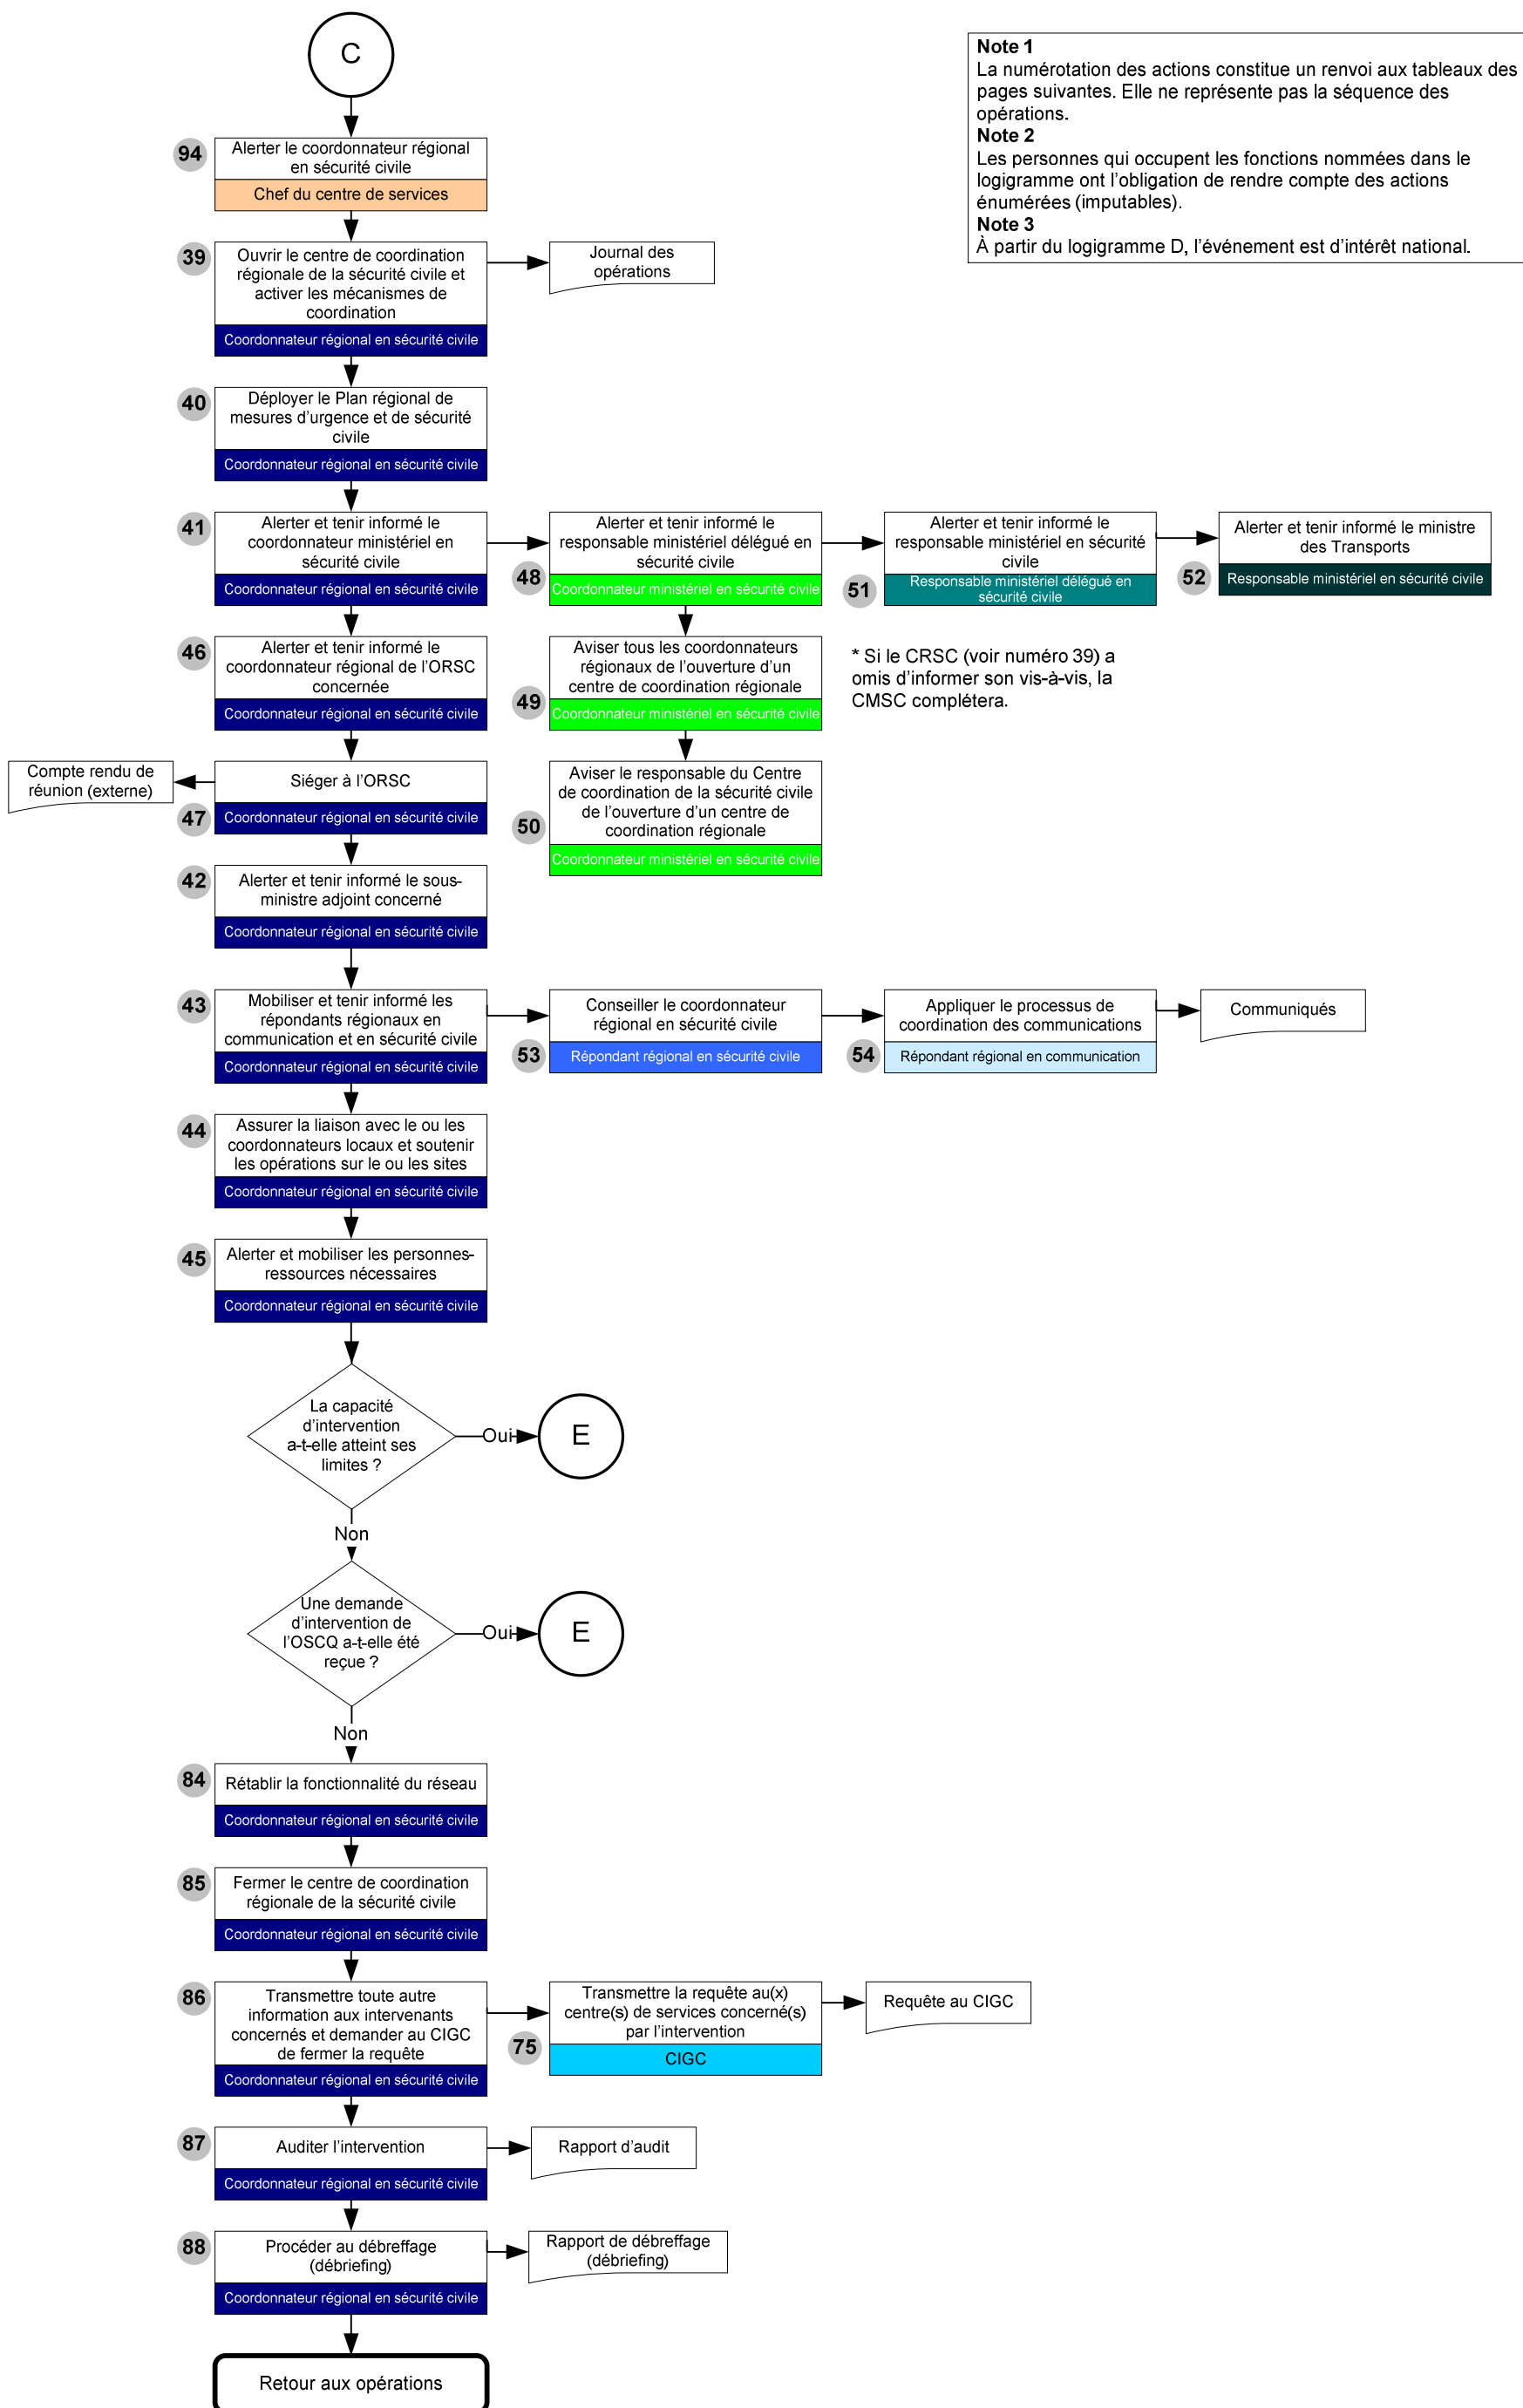 C
Note 1
La numérotation des actions constitue un renvoi aux tableaux des
pages suivantes. Elle ne représente pas la séquence des
opérations.
Note 2
Les personnes qui occupent les fonctions nommées dans le
logigramme ont l'obligation de rendre compte des actions
énumérées (imputables).
Note 3
À partir du logigramme D, l'événement est d'intérêt national.
94
Alerter le coordonnateur régional
en sécurité civile
Chef du centre de services
39
Ouvrir le centre de coordination
régionale de la sécurité civile et
activer les mécanismes de
coordination
Coordonnateur régional en sécurité civile
Journal des
opérations
40
Déployer le Plan régional de
mesures d'urgence et de sécurité
civile
Coordonnateur régional en sécurité civile
41
Alerter et tenir informé le
coordonnateur ministériel en
sécurité civile
Coordonnateur régional en sécurité civile
48
Alerter et tenir informé le
responsable ministériel délégué en
sécurité civile
Coordonnateur ministériel en sécurité civile
51
Alerter et tenir informé le
responsable ministériel en sécurité
civile
Responsable ministériel délégué en
sécurité civile
52
Alerter et tenir informé le ministre
des Transports
Responsable ministériel en sécurité civile
46
Alerter et tenir informé le
coordonnateur régional de l'ORSC
concernée
Coordonnateur régional en sécurité civile
49
Aviser tous les coordonnateurs
régionaux de l'ouverture d'un
centre de coordination régionale
Coordonnateur ministériel en sécurité civile
* Si le CRSC (voir numéro 39) a
omis d'informer son vis-à-vis, la
CMSC complétera.
Compte rendu de
réunion (externe)
47
Siéger à l'ORSC
Coordonnateur régional en sécurité civile
50
Aviser le responsable du Centre
de coordination de la sécurité civile
de l'ouverture d'un centre de
coordination régionale
Coordonnateur ministériel en sécurité civile
42
Alerter et tenir informé le sous-
ministre adjoint concerné
Coordonnateur régional en sécurité civile
43
Mobiliser et tenir informé les
répondants régionaux en
communication et en sécurité civile
Coordonnateur régional en sécurité civile
53
Conseiller le coordonnateur
régional en sécurité civile
Répondant régional en sécurité civile
54
Appliquer le processus de
coordination des communications
Répondant régional en communication
Communiqués
44
Assurer la liaison avec le ou les
coordonnateurs locaux et soutenir
les opérations sur le ou les sites
Coordonnateur régional en sécurité civile
45
Alerter et mobiliser les personnes-
ressources nécessaires
Coordonnateur régional en sécurité civile
La capacité
d'intervention
a-t-elle atteint ses
limites ?
Oui
E
Non
Une demande
d'intervention de
l'OSCQ a-t-elle été
reçue ?
Oui
E
Non
84
Rétablir la fonctionnalité du réseau
Coordonnateur régional en sécurité civile
85
Fermer le centre de coordination
régionale de la sécurité civile
Coordonnateur régional en sécurité civile
86
Transmettre toute autre
information aux intervenants
concernés et demander au CIGC
de fermer la requête
Coordonnateur régional en sécurité civile
75
Transmettre la requête au(x)
centre(s) de services concerné(s)
par l'intervention
CIGC
Requête au CIGC
87
Auditer l'intervention
Coordonnateur régional en sécurité civile
Rapport d'audit
88
Procéder au débreffage
(débriefing)
Coordonnateur régional en sécurité civile
Rapport de débreffage
(débriefing)
Retour aux opérations